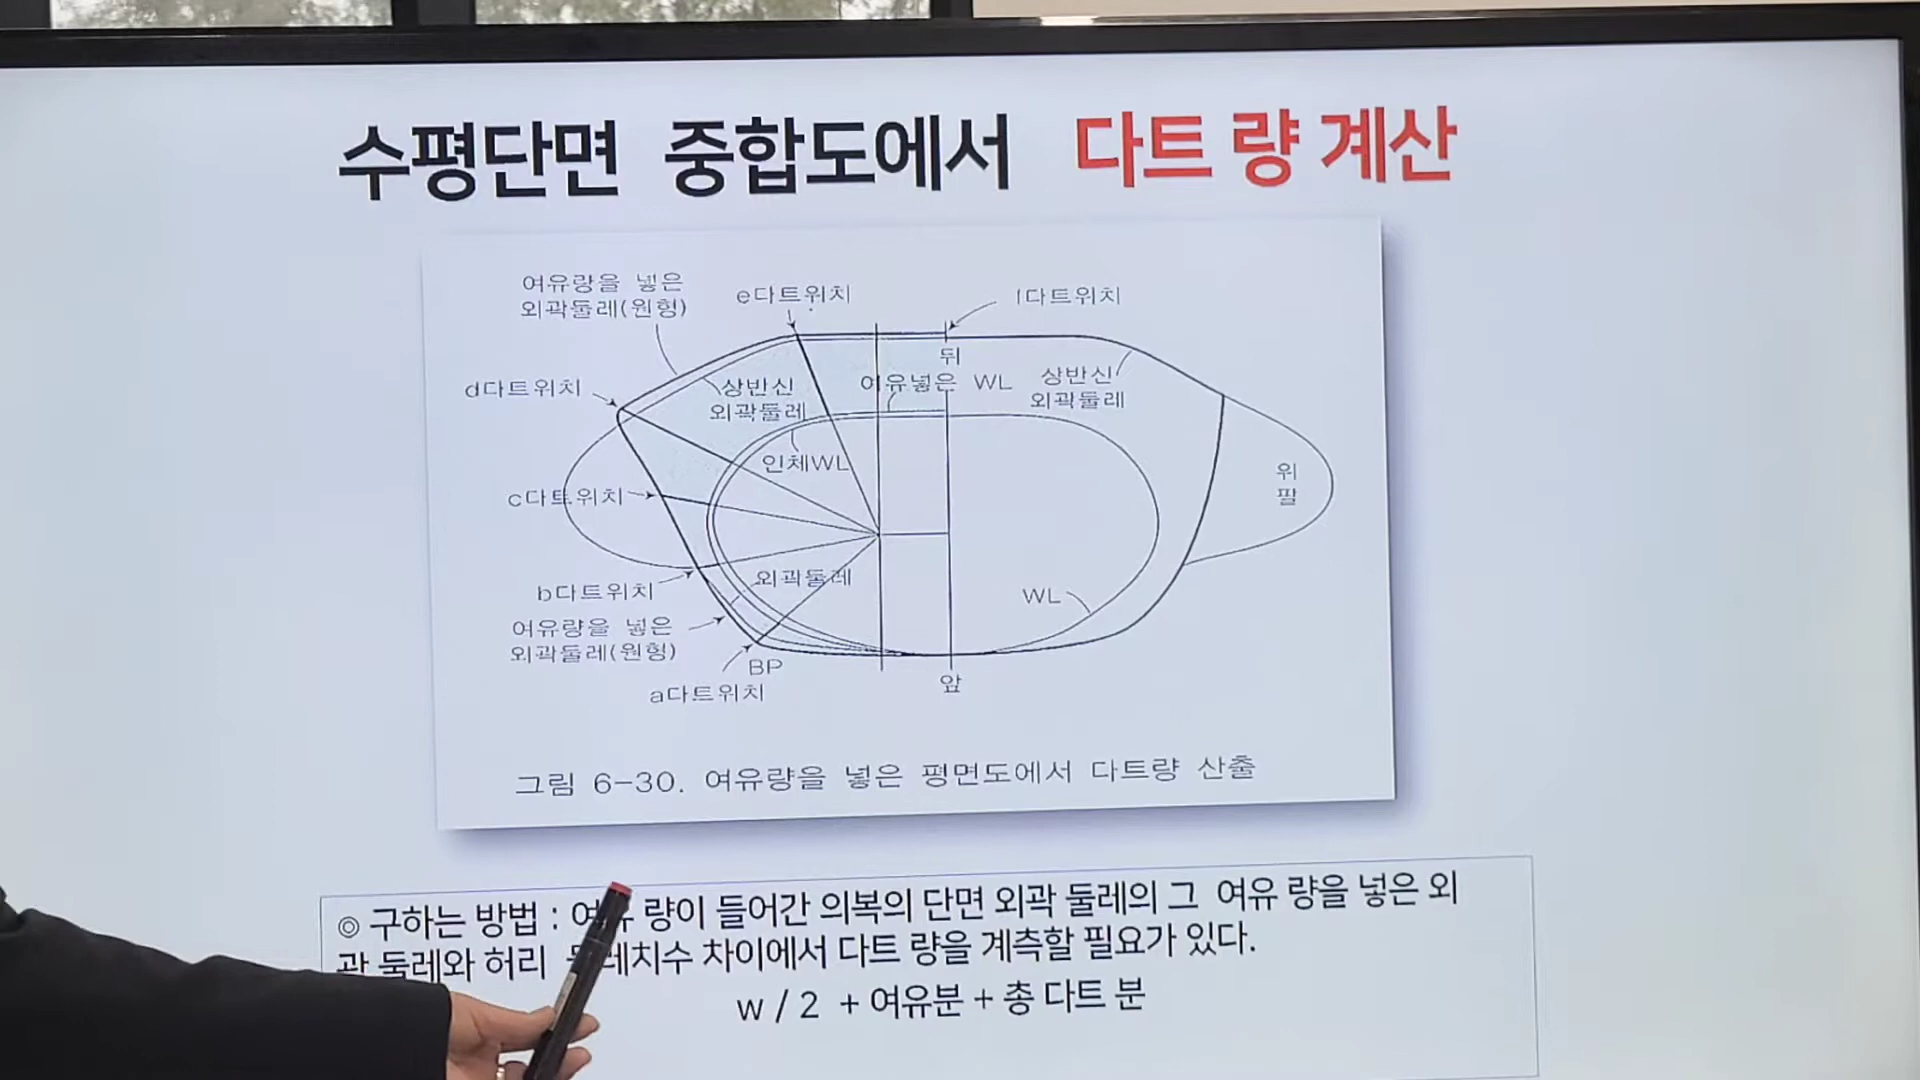 수평단면 중합도에서 다트 량 계산
여유량을 넣은
외곽둘레(원형)
e다트위치
f다트위치
뒤
d다트위치
상반신
외곽둘레
여유넣은 WL
상반신
외곽둘레
인체WL
위
팔
c다트위치
b다트위치
외곽둘레
WL
여유량을 넣은
외곽둘레(원형)
BP
앞
a다트위치
그림 6-30. 여유량을 넣은 평면도에서 다트량 산출
◎ 구하는 방법 : 여유 량이 들어간 의복의 단면 외곽 둘레의 그 여유 량을 넣은 외
곽 둘레와 허리 둘레치수 차이에서 다트 량을 계측할 필요가 있다.
w / 2 + 여유분 + 총 다트 분